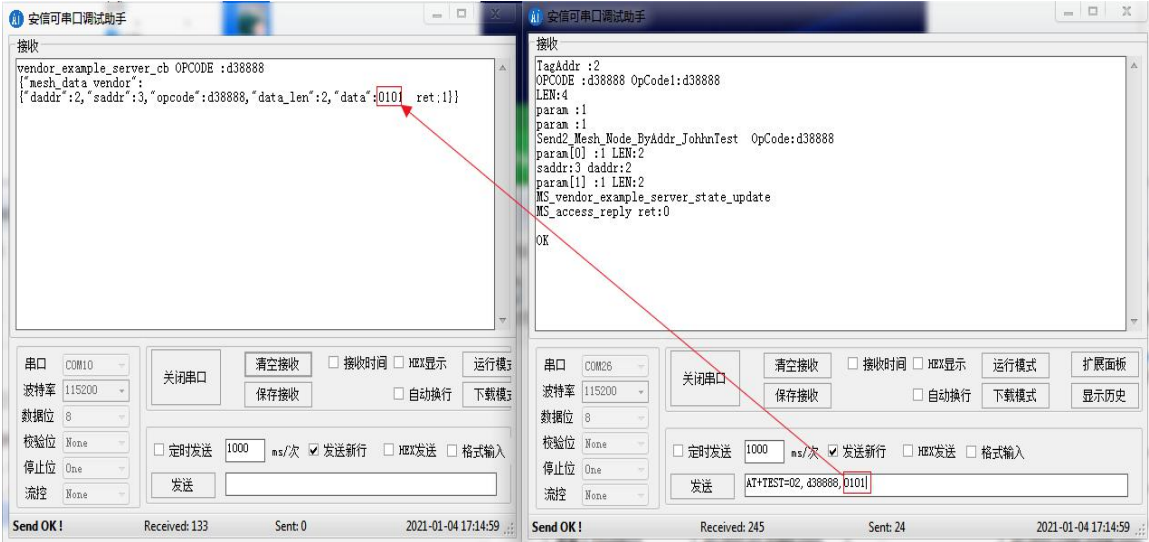 安信可串口调试助手
接收
vendor_example_server_cb OPCODE :d38888
{"mesh_data vendor":
{"daddr":2,"saddr":3,"opcode":d38888,"data_len":2,"data":0101 ret;1}}
串口 COM10
波特率 115200
数据位 8
校验位 None
停止位 One
流控 None
关闭串口
清空接收
保存接收
接收时间 HEX显示
自动换行
运行模式
下载模式
定时发送 1000 ms/次 发送新行 HEX发送 格式输入
发送
Send OK! Received: 133 Sent: 0 2021-01-04 17:14:59
安信可串口调试助手
接收
TagAddr :2
OPCODE :d38888 OpCode1:d38888
LEN:4
param :1
param :1
Send2_Mesh_Node_ByAddr_JohhnTest OpCode:d38888
param[0] :1 LEN:2
saddr:3 daddr:2
param[1] :1 LEN:2
MS_vendor_example_server_state_update
MS_access_reply ret:0
OK
串口 COM26
波特率 115200
数据位 8
校验位 None
停止位 One
流控 None
关闭串口
清空接收
保存接收
接收时间 HEX显示
自动换行
运行模式
下载模式
扩展面板
显示历史
定时发送 1000 ms/次 发送新行 HEX发送 格式输入
发送 AT+TEST=02, d38888, 0101
Send OK! Received: 245 Sent: 24 2021-01-04 17:14:59